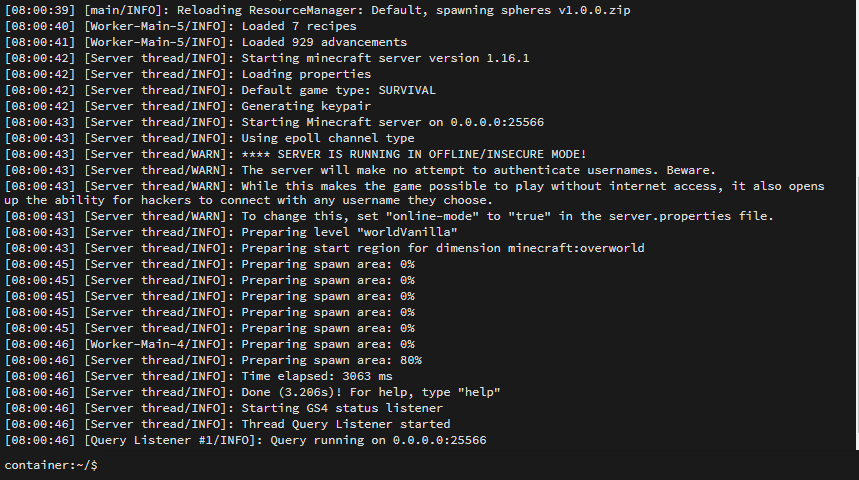 [08:00:39] [main/INFO]: Reloading ResourceManager: Default, spawning spheres v1.0.0.zip
[08:00:40] [Worker-Main-5/INFO]: Loaded 7 recipes
[08:00:41] [Worker-Main-5/INFO]: Loaded 929 advancements
[08:00:42] [Server thread/INFO]: Starting minecraft server version 1.16.1
[08:00:42] [Server thread/INFO]: Loading properties
[08:00:42] [Server thread/INFO]: Default game type: SURVIVAL
[08:00:42] [Server thread/INFO]: Generating keypair
[08:00:43] [Server thread/INFO]: Starting Minecraft server on 0.0.0.0:25566
[08:00:43] [Server thread/INFO]: Using epoll channel type
[08:00:43] [Server thread/WARN]: **** SERVER IS RUNNING IN OFFLINE/INSECURE MODE!
[08:00:43] [Server thread/WARN]: The server will make no attempt to authenticate usernames. Beware.
[08:00:43] [Server thread/WARN]: While this makes the game possible to play without internet access, it also opens
up the ability for hackers to connect with any username they choose.
[08:00:43] [Server thread/WARN]: To change this, set "online-mode" to "true" in the server.properties file.
[08:00:43] [Server thread/INFO]: Preparing level "worldVanilla"
[08:00:43] [Server thread/INFO]: Preparing start region for dimension minecraft:overworld
[08:00:45] [Server thread/INFO]: Preparing spawn area: 0%
[08:00:45] [Server thread/INFO]: Preparing spawn area: 0%
[08:00:45] [Server thread/INFO]: Preparing spawn area: 0%
[08:00:45] [Server thread/INFO]: Preparing spawn area: 0%
[08:00:45] [Server thread/INFO]: Preparing spawn area: 0%
[08:00:46] [Worker-Main-4/INFO]: Preparing spawn area: 0%
[08:00:46] [Server thread/INFO]: Preparing spawn area: 80%
[08:00:46] [Server thread/INFO]: Time elapsed: 3063 ms
[08:00:46] [Server thread/INFO]: Done (3.206s)! For help, type "help"
[08:00:46] [Server thread/INFO]: Starting GS4 status listener
[08:00:46] [Server thread/INFO]: Thread Query Listener started
[08:00:46] [Query Listener #1/INFO]: Query running on 0.0.0.0:25566
container:~/$